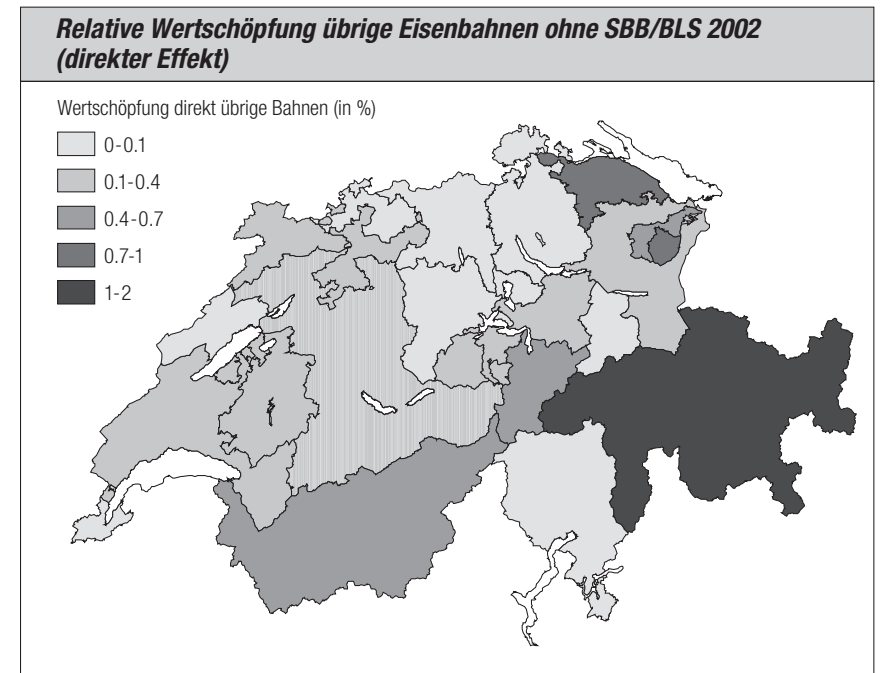 Relative Wertschöpfung übrige Eisenbahnen ohne SBB/BLS 2002
(direkter Effekt)
Wertschöpfung direkt übrige Bahnen (in %)
0-0.1
0.1-0.4
0.4-0.7
0.7-1
1-2